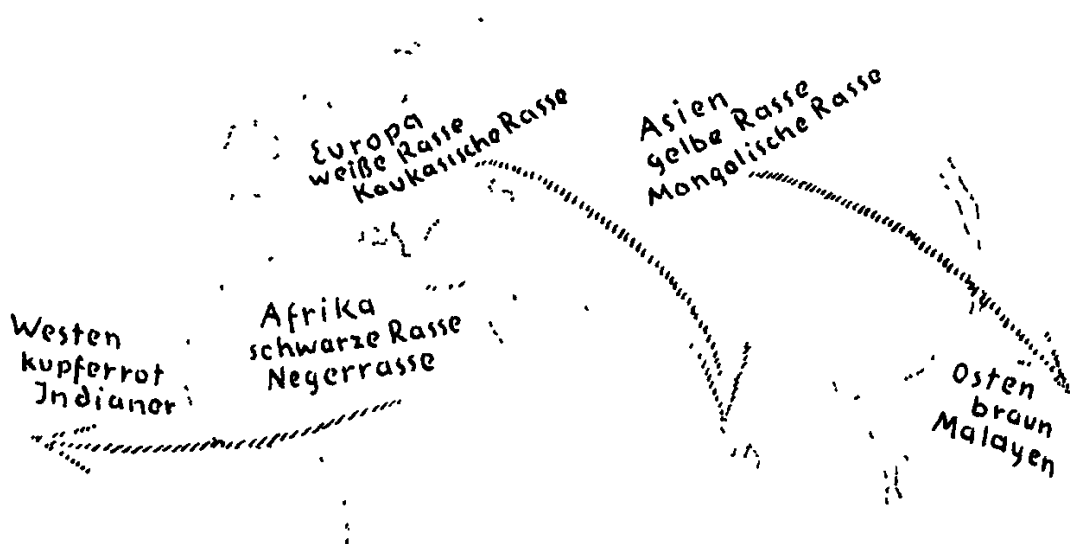 Europa
weiße Rasse
Kaukasische Rasse
Asien
gelbe Rasse
Mongolische Rasse
Westen
kupferrot
Indianer
Afrika
schwarze Rasse
Negerrasse
Osten
braun
Malayen